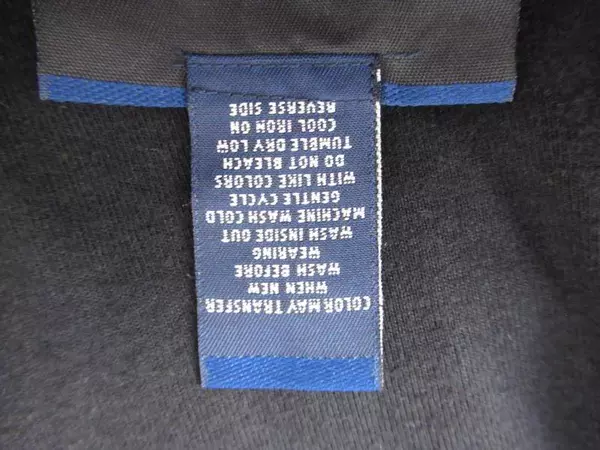 COLOR MAY TRANSFER
WHEN NEW
WASH BEFORE
WEARING
WASH INSIDE OUT
MACHINE WASH COLD
GENTLE CYCLE
WITH LIKE COLORS
DO NOT BLEACH
TUMBLE DRY LOW
COOL IRON ON
REVERSE SIDE